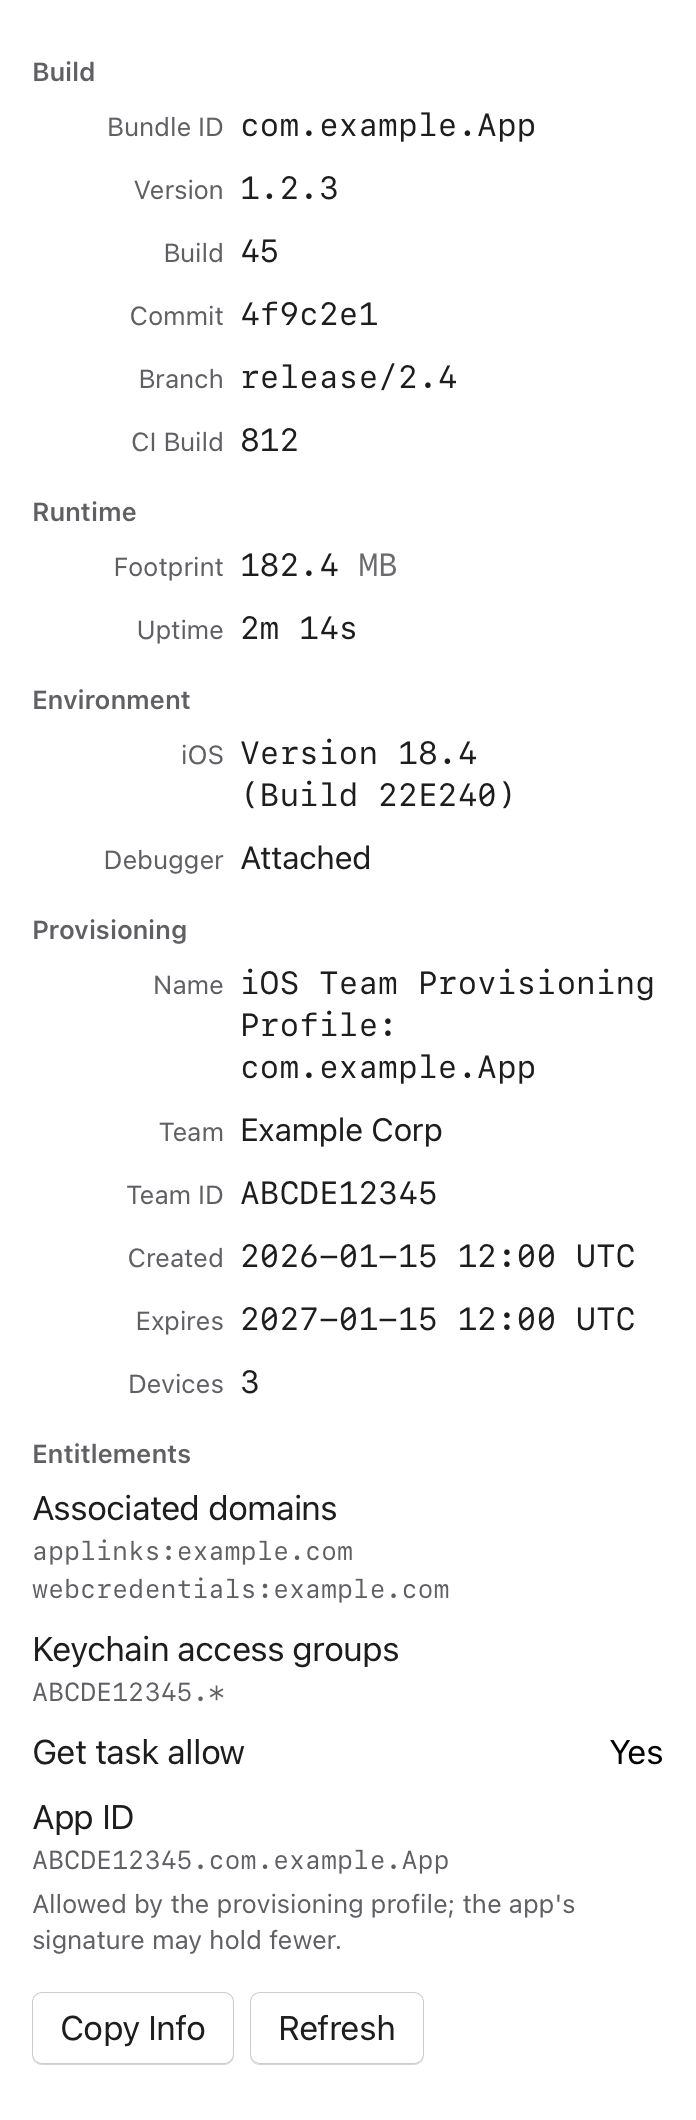 Build
Bundle ID com.example.App
Version 1.2.3
Build 45
Commit 4f9c2e1
Branch release/2.4
CI Build 812
Runtime
Footprint 182.4 MB
Uptime 2m 14s
Environment
iOS Version 18.4
(Build 22E240)
Debugger Attached
Provisioning
Name iOS Team Provisioning
Profile:
com.example.App
Team Example Corp
Team ID ABCDE12345
Created 2026-01-15 12:00 UTC
Expires 2027-01-15 12:00 UTC
Devices 3
Entitlements
Associated domains
applinks:example.com
webcredentials:example.com
Keychain access groups
ABCDE12345.*
Get task allow Yes
App ID
ABCDE12345.com.example.App
Allowed by the provisioning profile; the app's
signature may hold fewer.
Copy Info Refresh